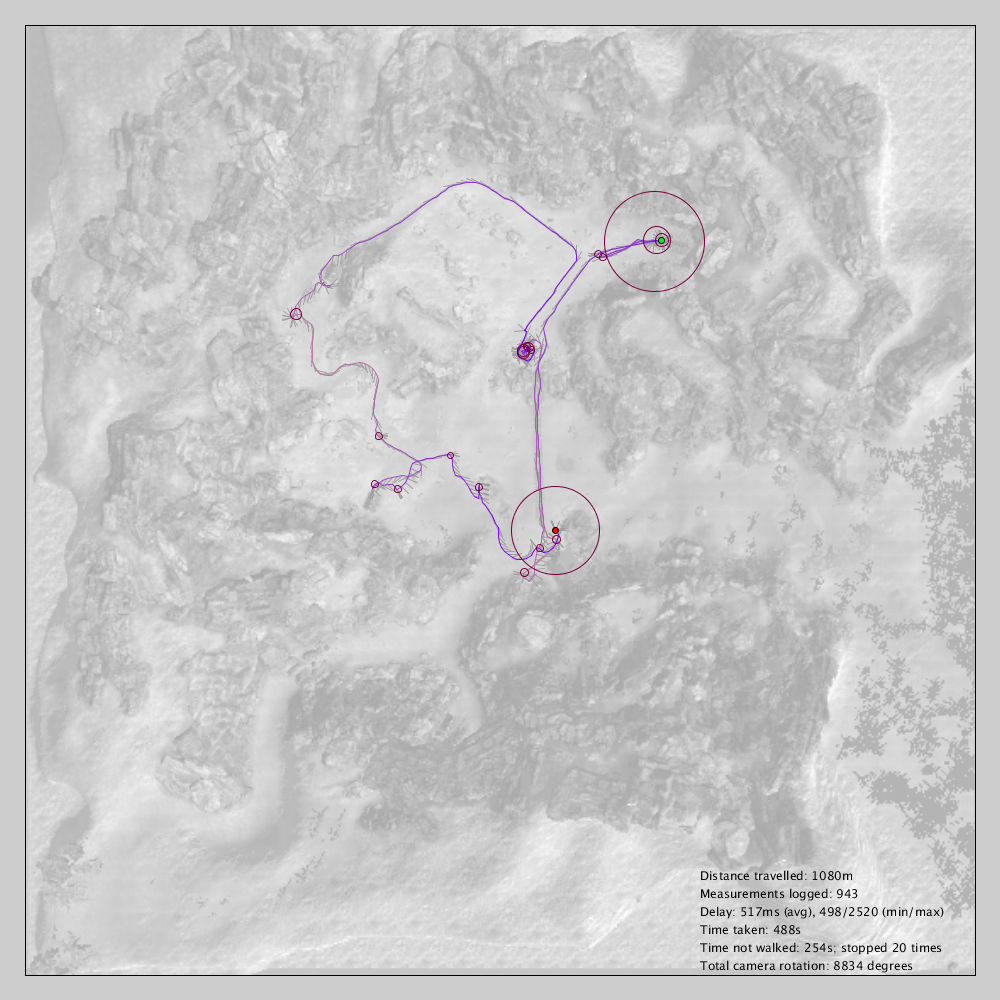 Distance travelled: 1080m
Measurements logged: 943
Delay: 517ms (avg), 498/2520 (min/max)
Time taken: 488s
Time not walked: 254s; stopped 20 times
Total camera rotation: 8834 degrees